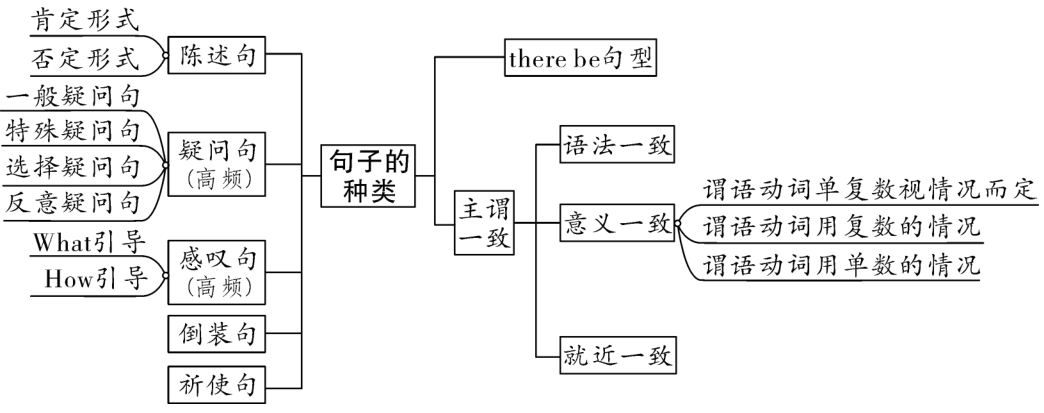 肯定形式
否定形式
陈述句
一般疑问句
特殊疑问句
选择疑问句
反意疑问句
疑问句
(高频)
What引导
How引导
感叹句
(高频)
倒装句
祈使句
句子的
种类
there be句型
主谓
一致
语法一致
意义一致
谓语动词单复数视情况而定
谓语动词用复数的情况
谓语动词用单数的情况
就近一致